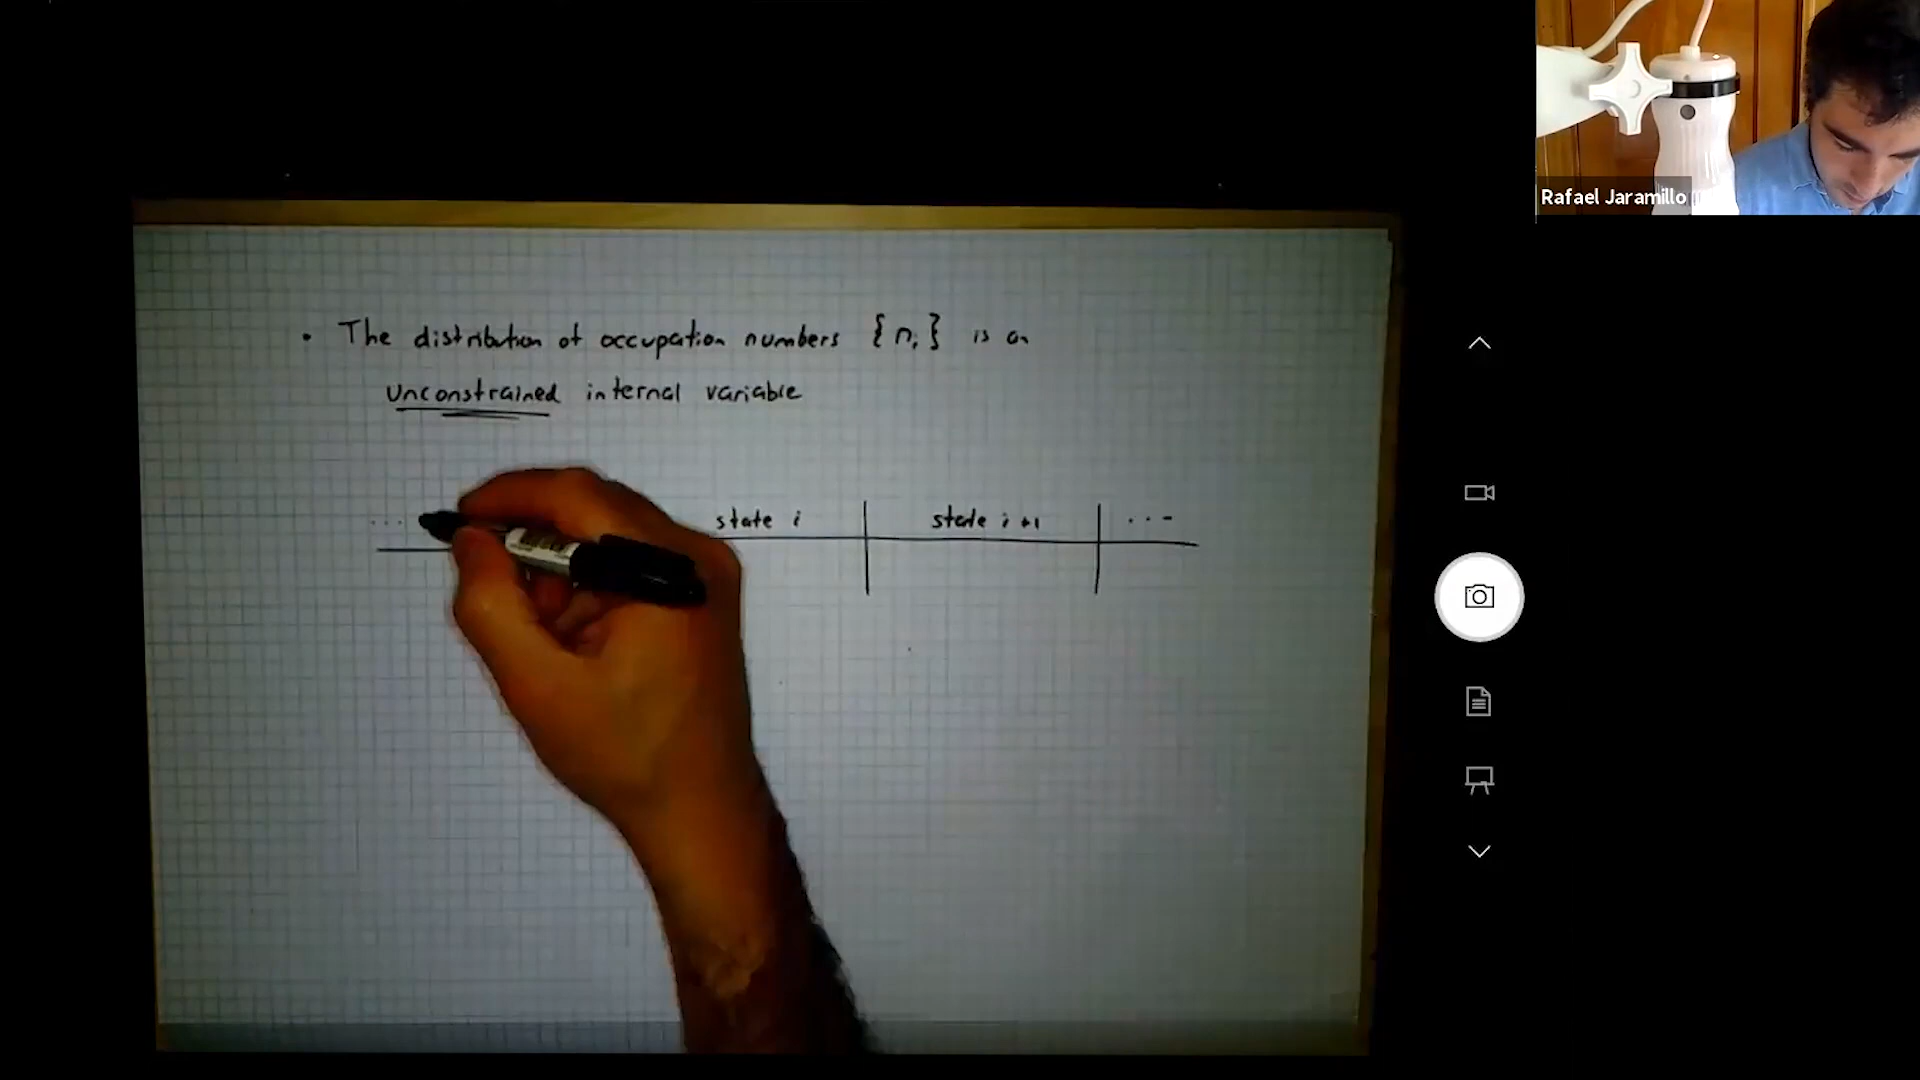 Rafael Jaramillo
• The distribution of occupation numbers {nᵢ} is an
unconstrained internal variable
... state i state i+1 ...